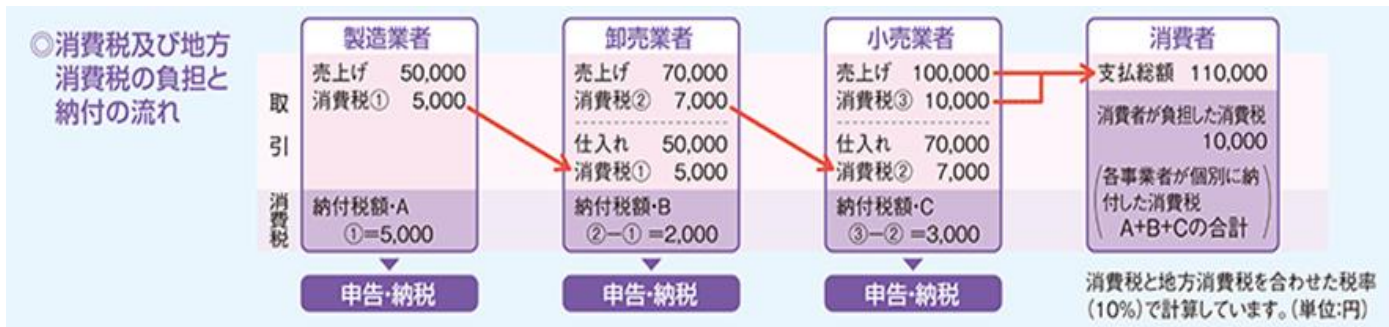 ◎消費税及び地方
消費税の負担と
納付の流れ
取引
消費税
製造業者
売上げ 50,000
消費税① 5,000
納付税額・A
①=5,000
申告・納税
卸売業者
売上げ 70,000
消費税② 7,000
仕入れ 50,000
消費税① 5,000
納付税額・B
②−① =2,000
申告・納税
小売業者
売上げ 100,000
消費税③ 10,000
仕入れ 70,000
消費税② 7,000
納付税額・C
③−② =3,000
申告・納税
消費者
支払総額 110,000
消費者が負担した消費税
10,000
(各事業者が個別に納
付した消費税
A+B+Cの合計)
消費税と地方消費税を合わせた税率
(10%)で計算しています。(単位:円)